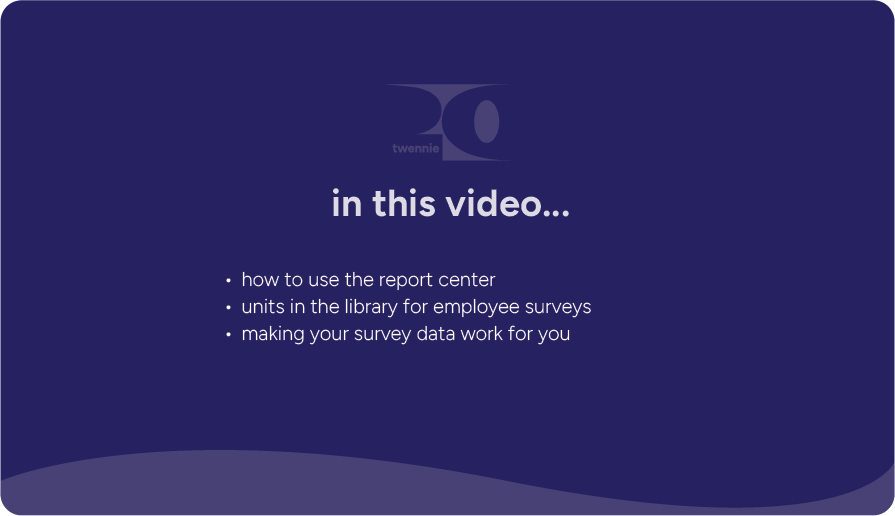 20
twennie
in this video...
• how to use the report center
• units in the library for employee surveys
• making your survey data work for you